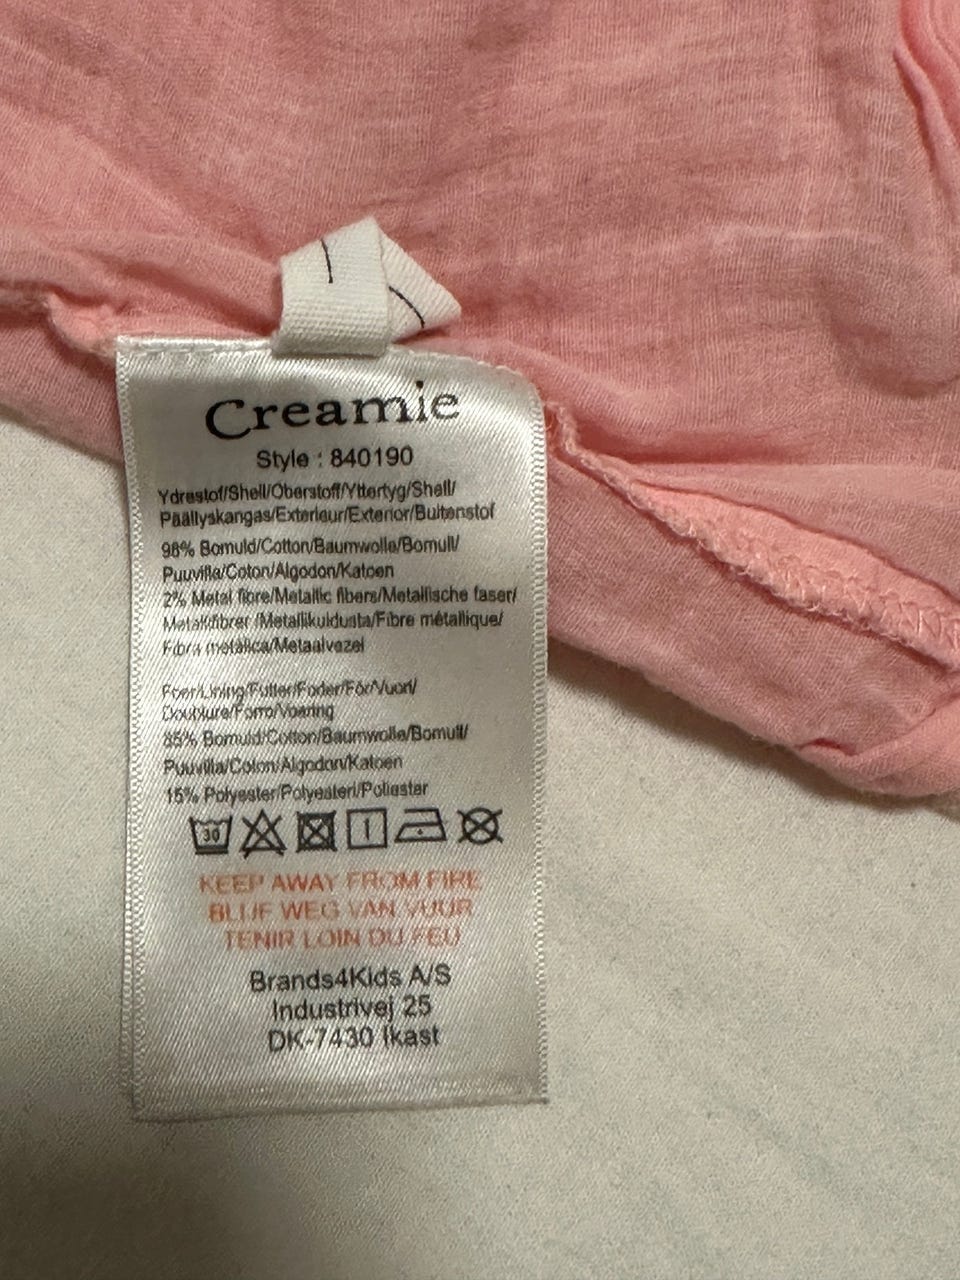 Creamie
Style : 840190
Ydrestof/Shell/Oberstoff/Yttertyg/Shell/
Päällyskangas/Exterieur/Exterior/Buitenstof
98% Bomuld/Cotton/Baumwolle/Bomull/
Puuvilla/Coton/Algodon/Katoen
2% Metal fibre/Metallic fibers/Metallische faser/
Metallfibrer /Metallikuidusta/Fibre métallique/
Fibra metálica/Metaalvezel
Foer/Lining/Futter/Foder/Fór/Vuori/
Doublure/Forro/Voering
85% Bomuld/Cotton/Baumwolle/Bomull/
Puuvilla/Coton/Algodon/Katoen
15% Polyester/Polyesteri/Poliester
30
KEEP AWAY FROM FIRE
BLIJF WEG VAN VUUR
TENIR LOIN DU FEU
Brands4Kids A/S
Industrivej 25
DK-7430 Ikast